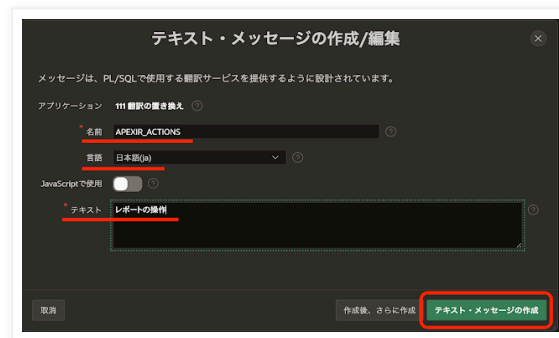 テキスト・メッセージの作成/編集
メッセージは、PL/SQLで使用する翻訳サービスを提供するように設計されています。
アプリケーション 111 翻訳の置き換え
* 名前 APEXIR_ACTIONS
言語 日本語(ja)
JavaScriptで使用
* テキスト レポートの操作
取消 作成後、さらに作成 テキスト・メッセージの作成